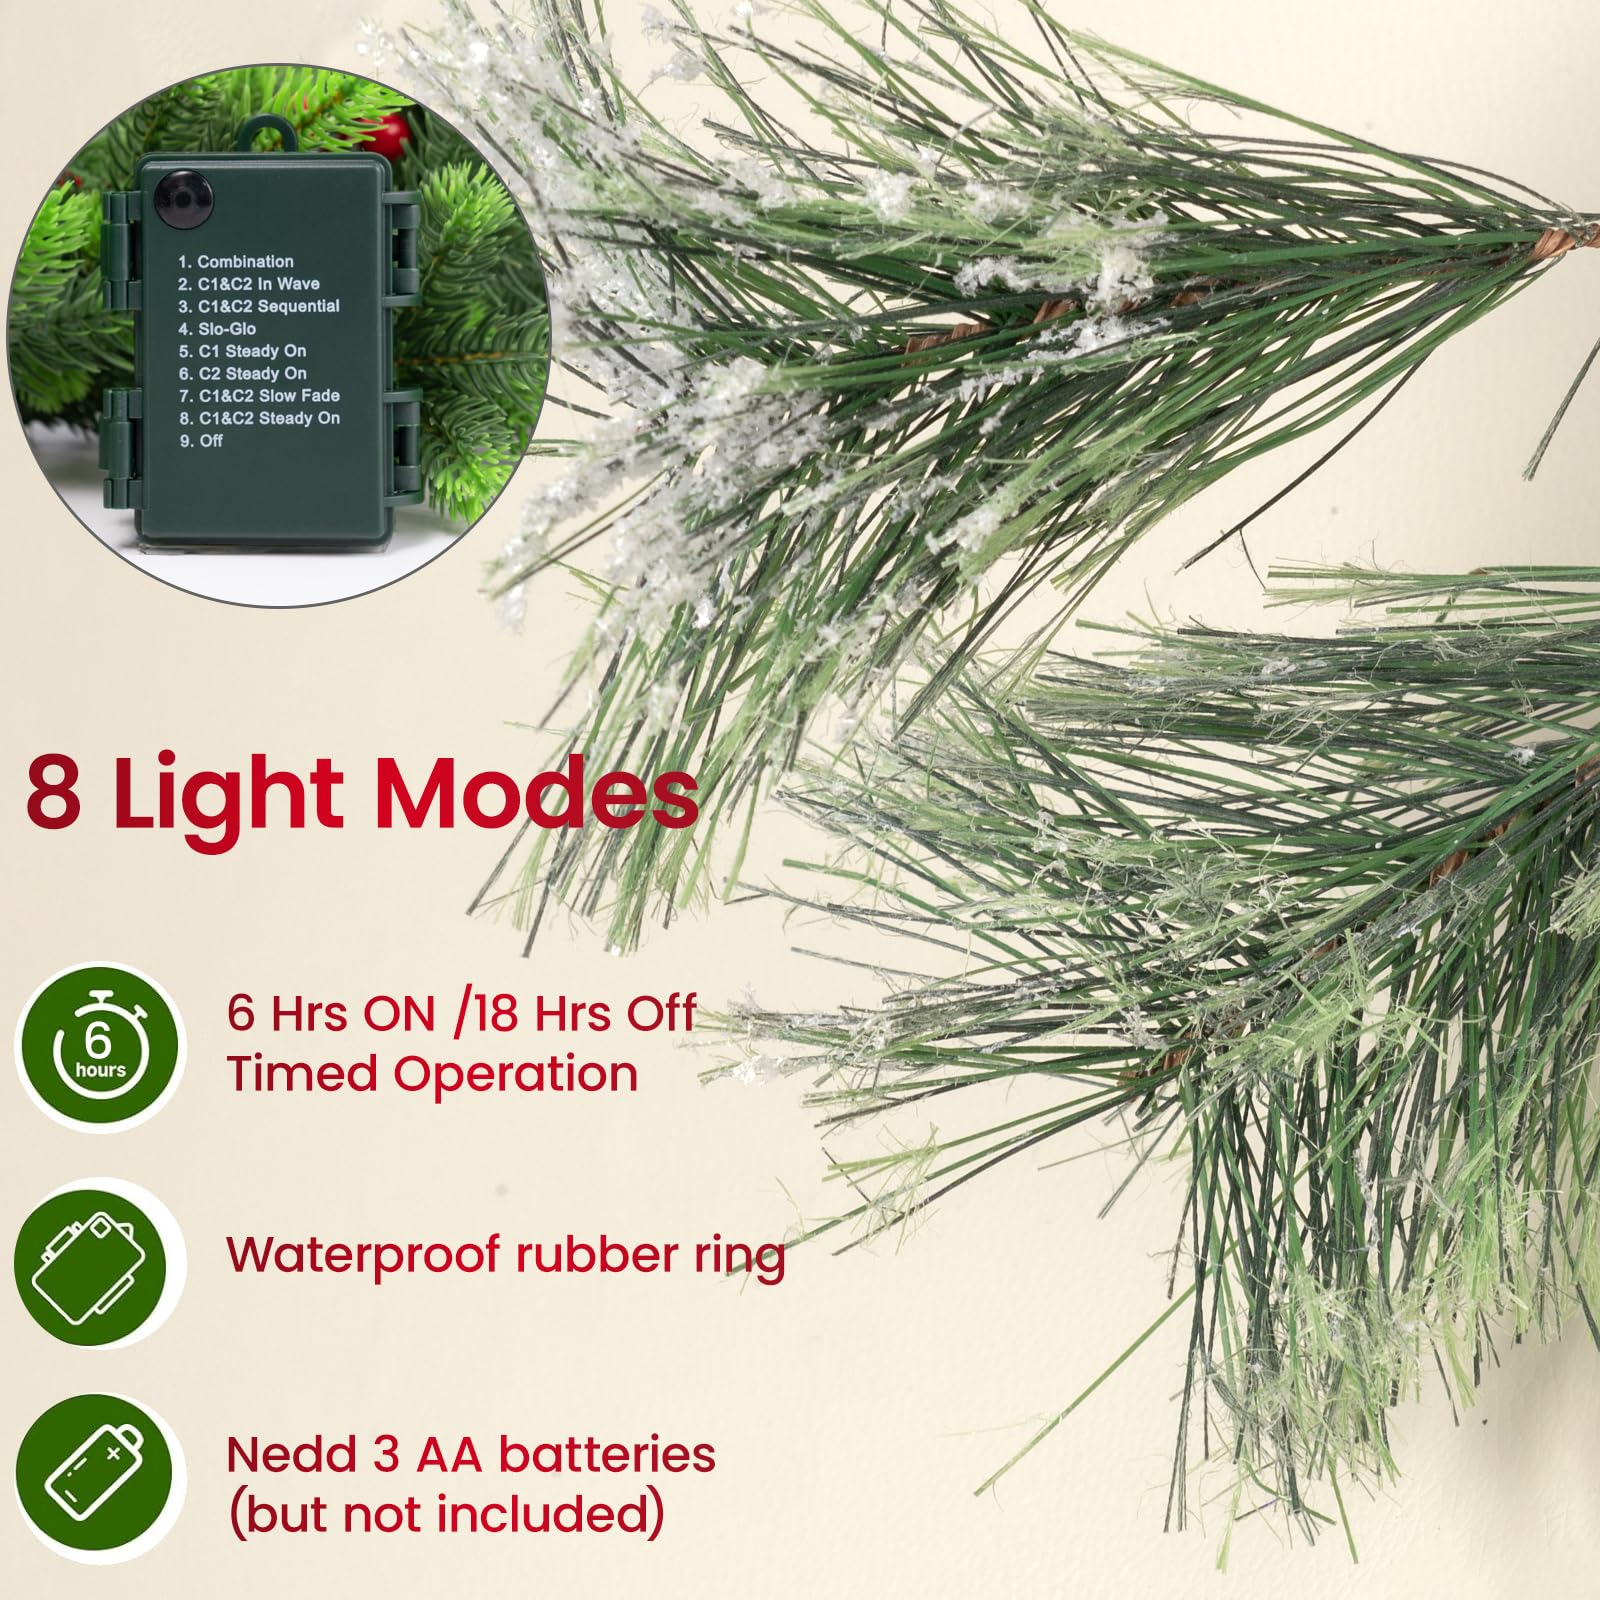 1. Combination
2. C1&C2 In Wave
3. C1&C2 Sequential
4. Slo-Glo
5. C1 Steady On
6. C2 Steady On
7. C1&C2 Slow Fade
8. C1&C2 Steady On
9. Off
8 Light Modes
6
hours
6 Hrs ON /18 Hrs Off
Timed Operation
Waterproof rubber ring
Nedd 3 AA batteries
(but not included)